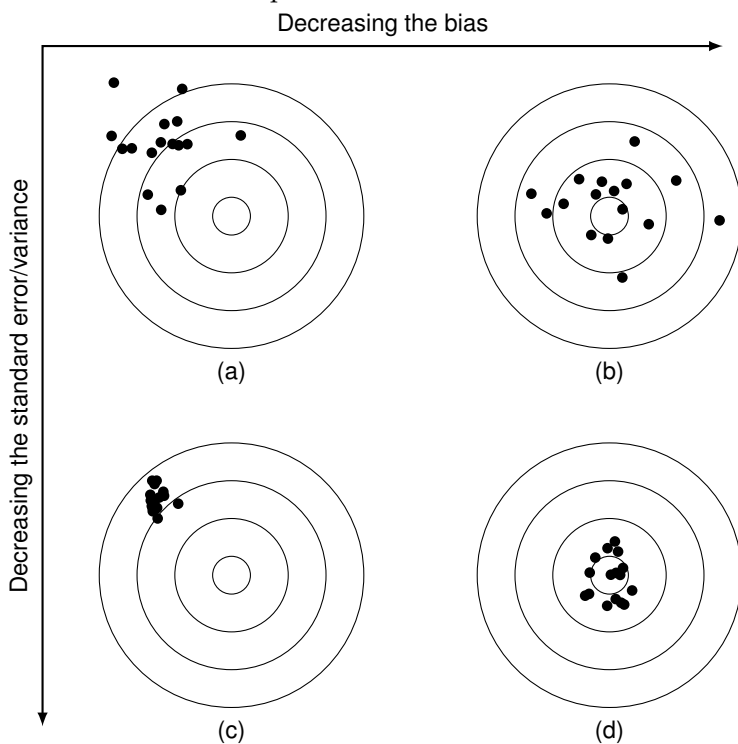 Decreasing the bias
Decreasing the standard error/variance
(a)
(b)
(c)
(d)